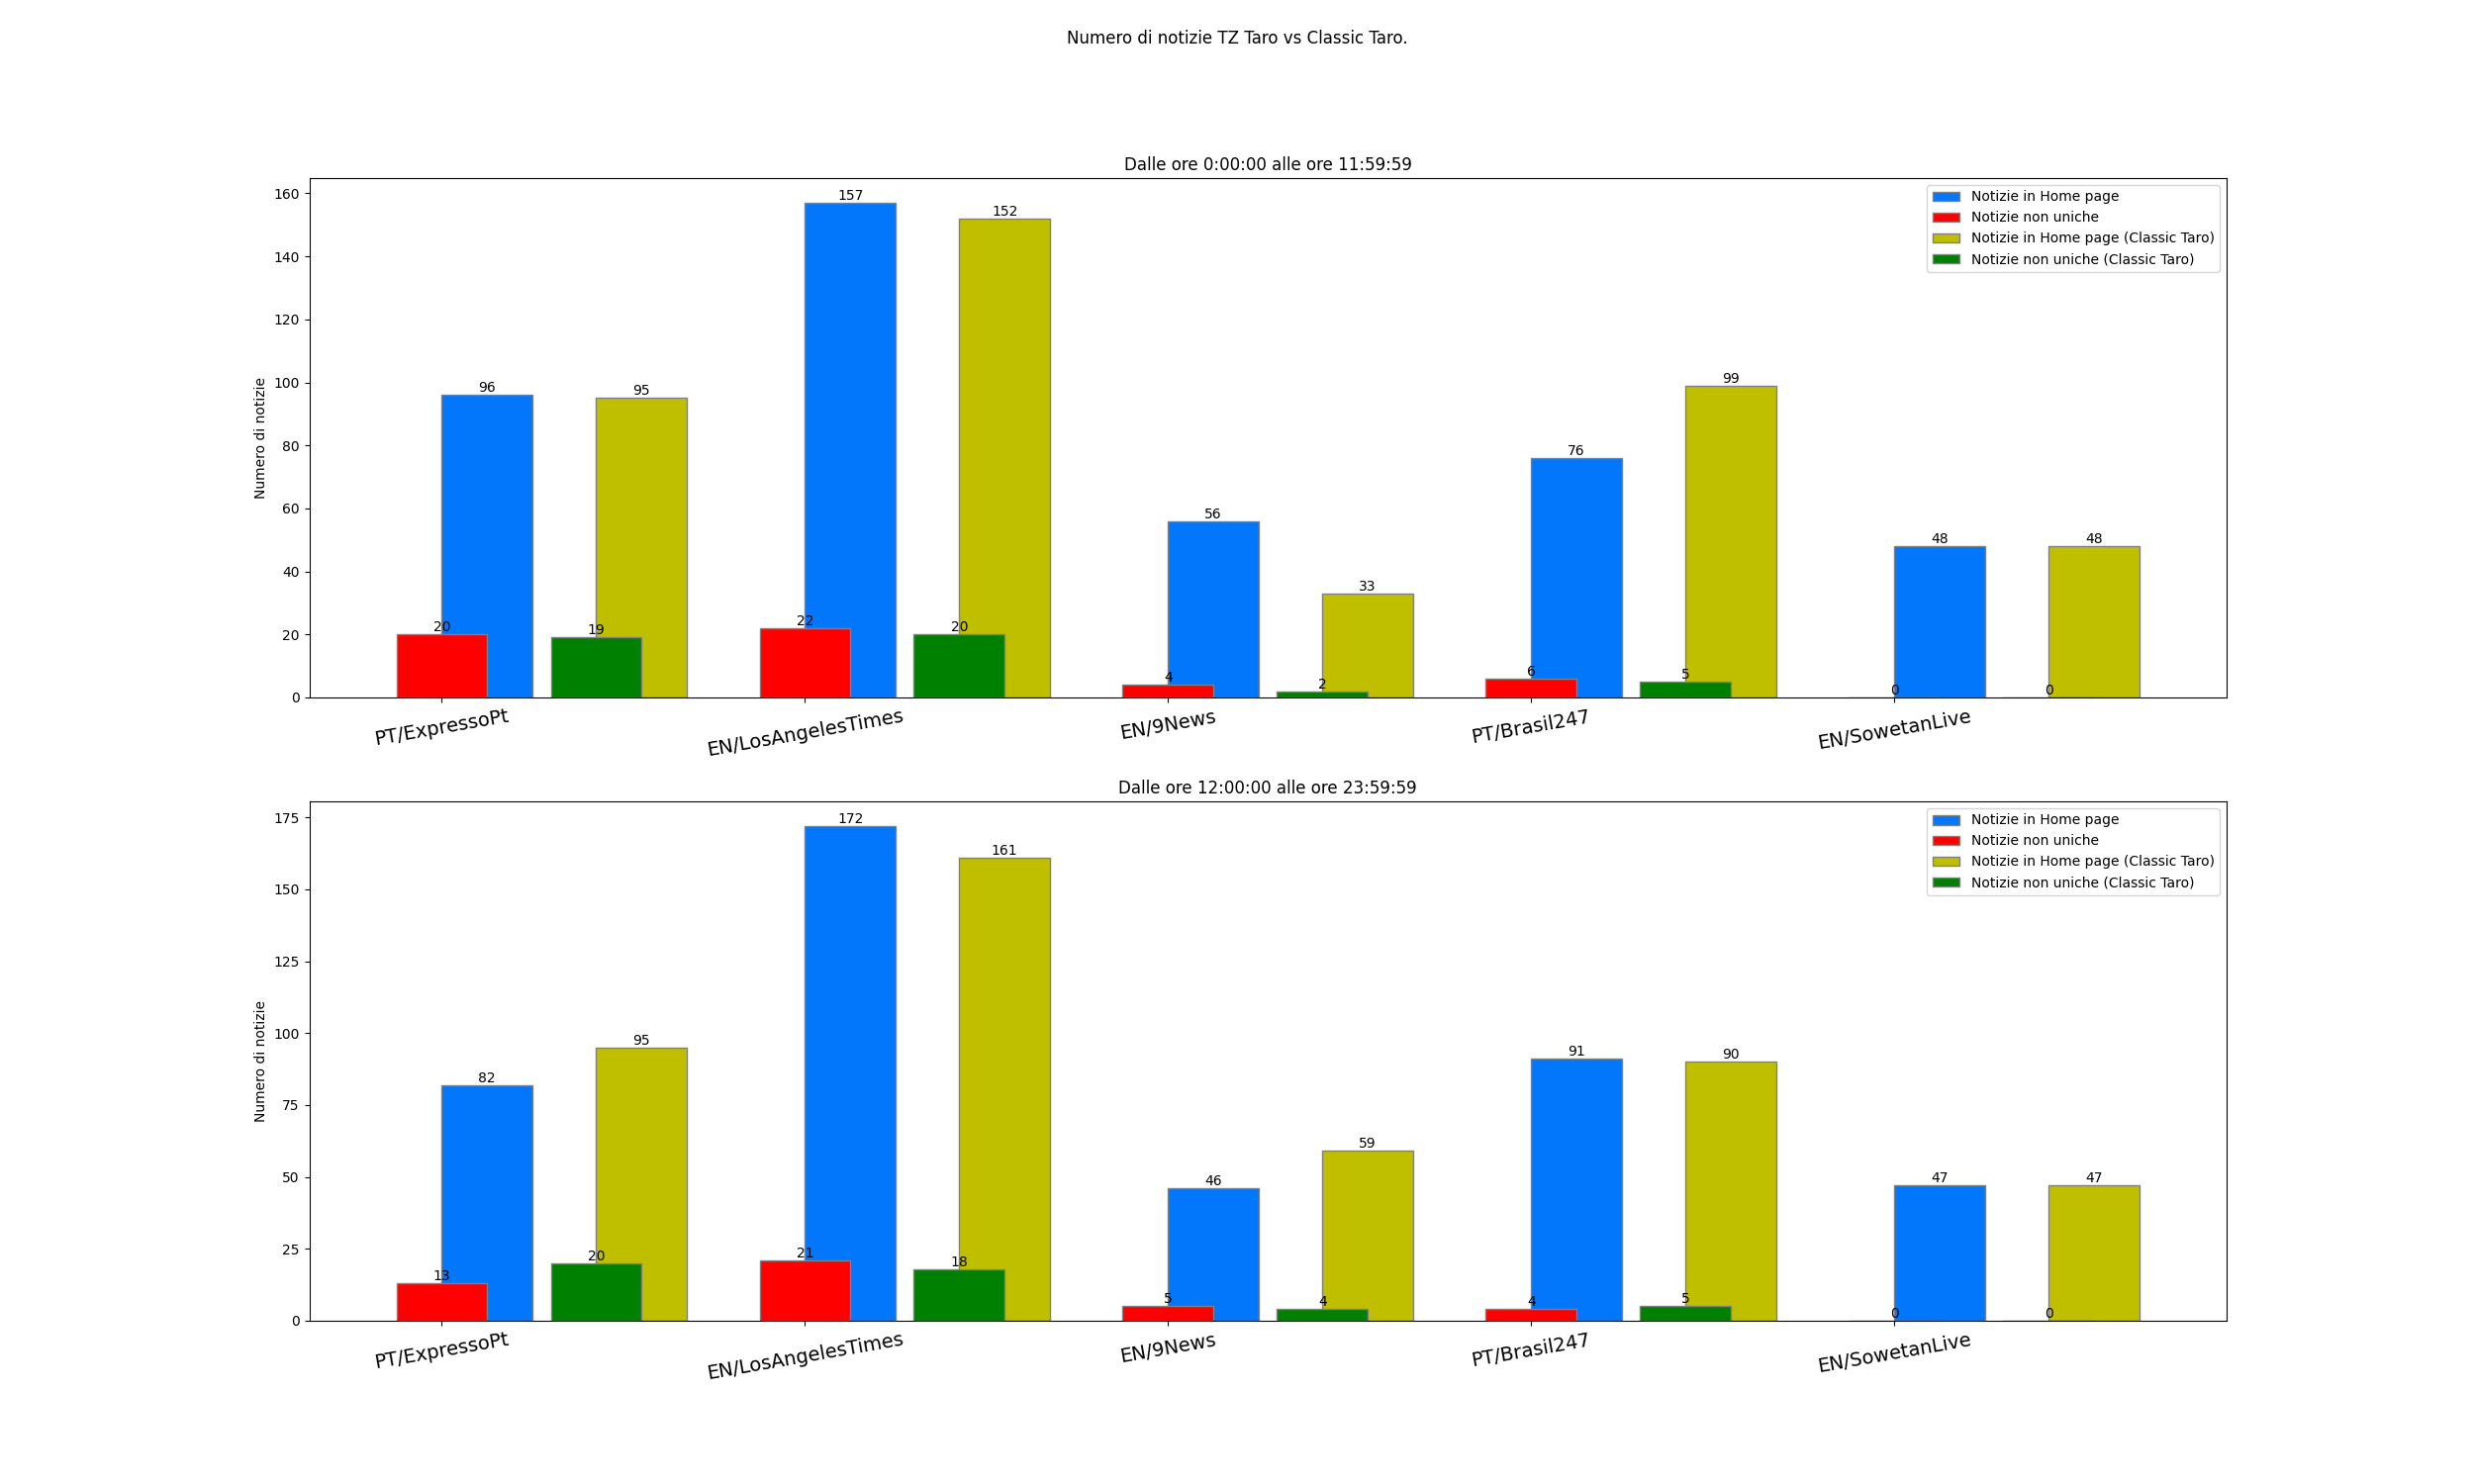 Numero di notizie TZ Taro vs Classic Taro.
Dalle ore 0:00:00 alle ore 11:59:59
Numero di notizie
160
140
120
100
80
60
40
20
0
Notizie in Home page
Notizie non uniche
Notizie in Home page (Classic Taro)
Notizie non uniche (Classic Taro)
96
20
95
19
157
22
152
20
56
4
33
2
76
6
99
5
48
0
48
0
PT/ExpressoPt
EN/LosAngelesTimes
EN/9News
PT/Brasil247
EN/SowetanLive
Dalle ore 12:00:00 alle ore 23:59:59
Numero di notizie
175
150
125
100
75
50
25
0
Notizie in Home page
Notizie non uniche
Notizie in Home page (Classic Taro)
Notizie non uniche (Classic Taro)
82
13
95
20
172
21
161
18
46
5
59
4
91
4
90
5
47
0
47
0
PT/ExpressoPt
EN/LosAngelesTimes
EN/9News
PT/Brasil247
EN/SowetanLive